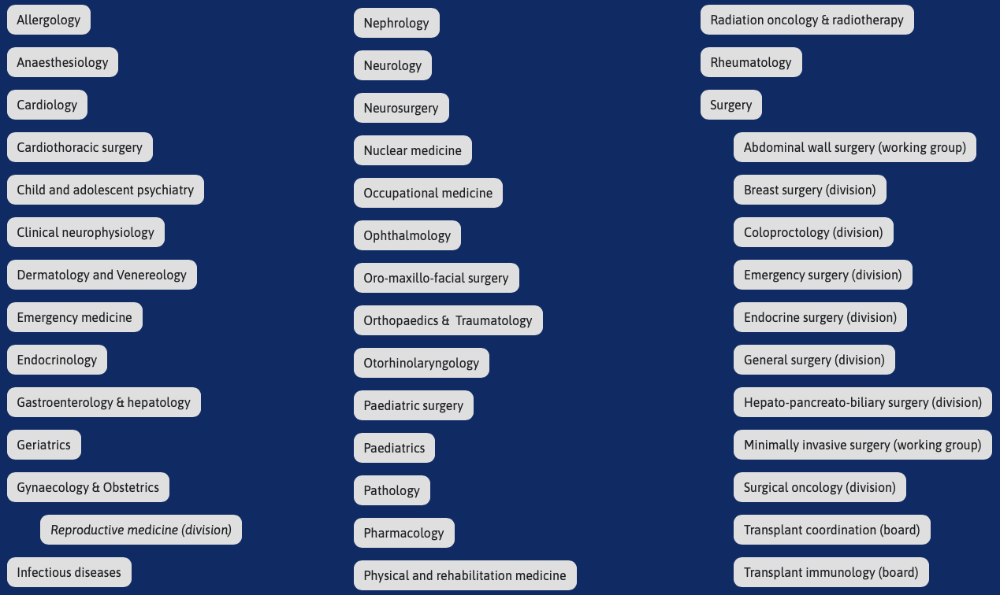 Allergology
Anaesthesiology
Cardiology
Cardiothoracic surgery
Child and adolescent psychiatry
Clinical neurophysiology
Dermatology and Venereology
Emergency medicine
Endocrinology
Gastroenterology & hepatology
Geriatrics
Gynaecology & Obstetrics
Reproductive medicine (division)
Infectious diseases
Nephrology
Neurology
Neurosurgery
Nuclear medicine
Occupational medicine
Ophthalmology
Oro-maxillo-facial surgery
Orthopaedics &  Traumatology
Otorhinolaryngology
Paediatric surgery
Paediatrics
Pathology
Pharmacology
Physical and rehabilitation medicine
Radiation oncology & radiotherapy
Rheumatology
Surgery
Abdominal wall surgery (working group)
Breast surgery (division)
Coloproctology (division)
Emergency surgery (division)
Endocrine surgery (division)
General surgery (division)
Hepato-pancreato-biliary surgery (division)
Minimally invasive surgery (working group)
Surgical oncology (division)
Transplant coordination (board)
Transplant immunology (board)